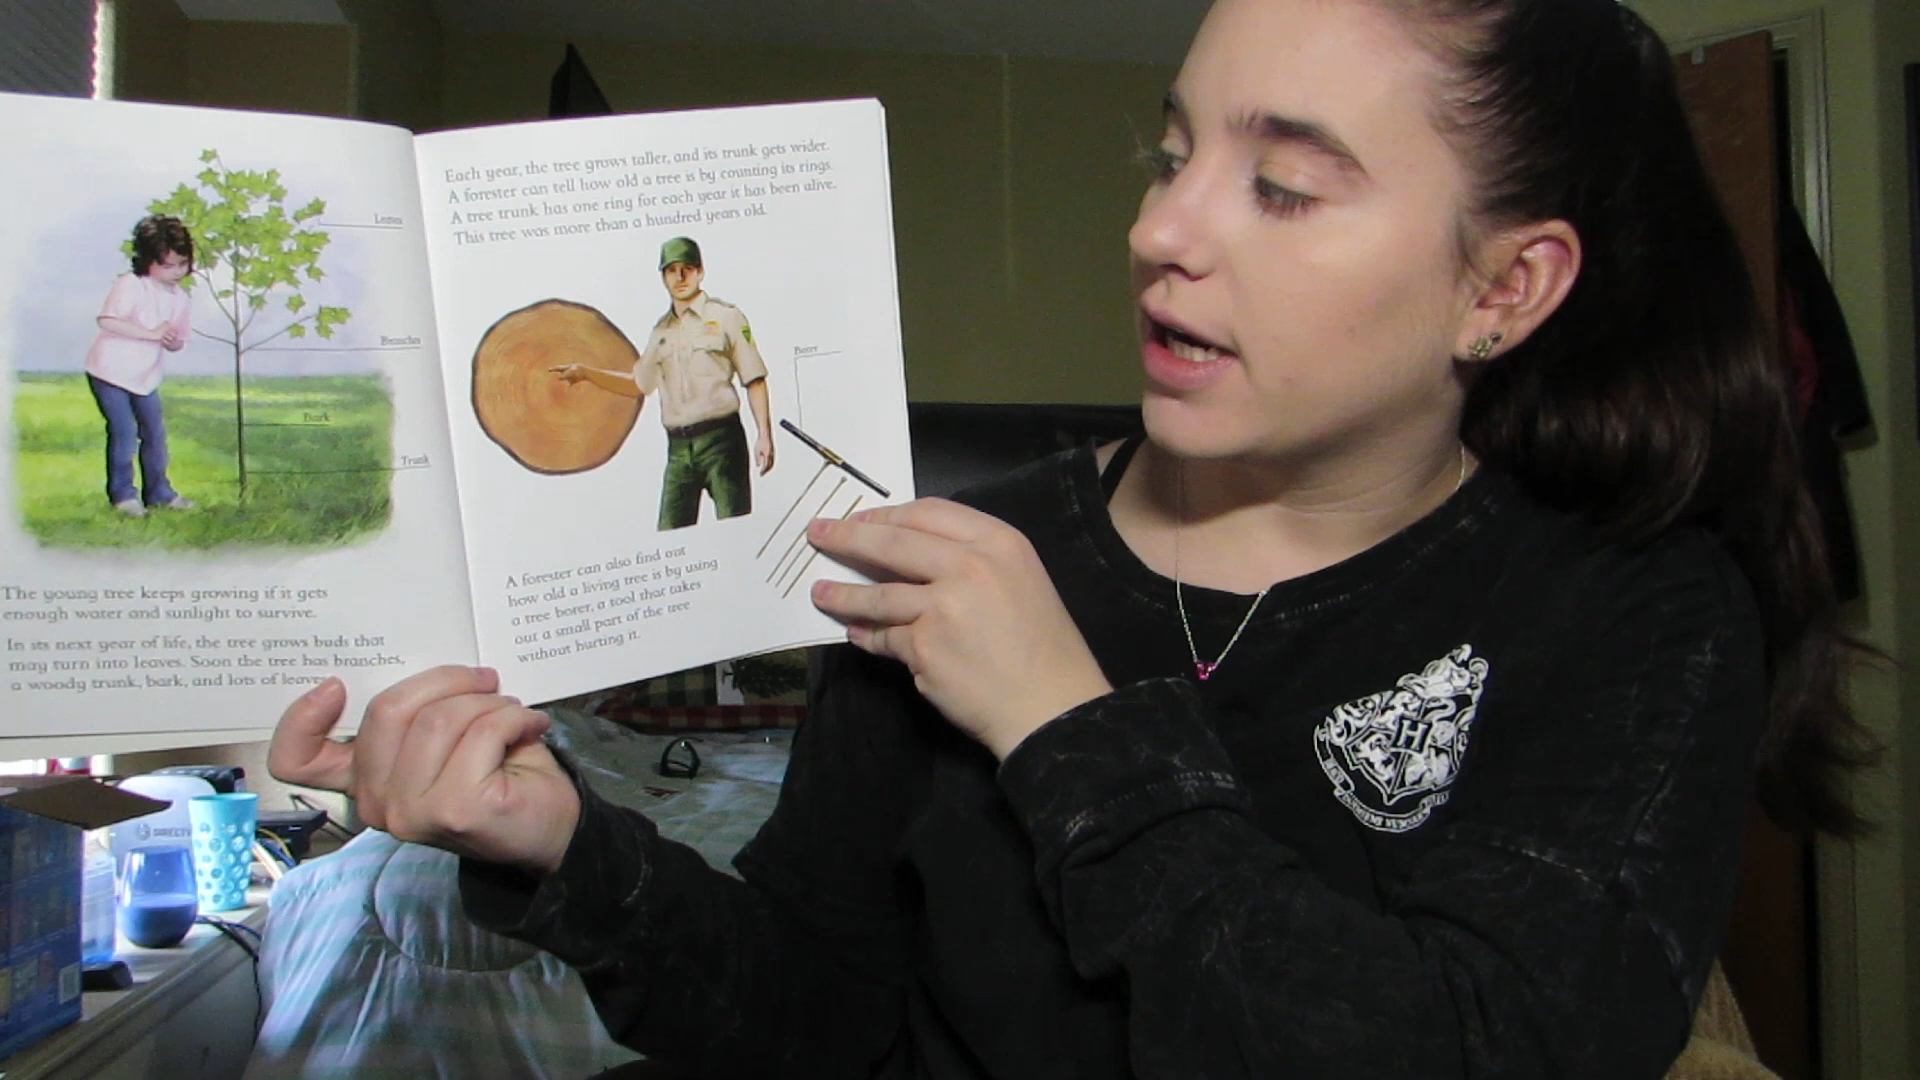 Leaves
Branches
Bark
Trunk
The young tree keeps growing if it gets
enough water and sunlight to survive.
In its next year of life, the tree grows buds that
may turn into leaves. Soon the tree has branches,
a woody trunk, bark, and lots of leaves
Each year, the tree grows taller, and its trunk gets wider.
A forester can tell how old a tree is by counting its rings.
A tree trunk has one ring for each year it has been alive.
This tree was more than a hundred years old.
Borer
A forester can also find out
how old a living tree is by using
a tree borer, a tool that takes
out a small part of the tree
without hurting it.
DIRECTV
H